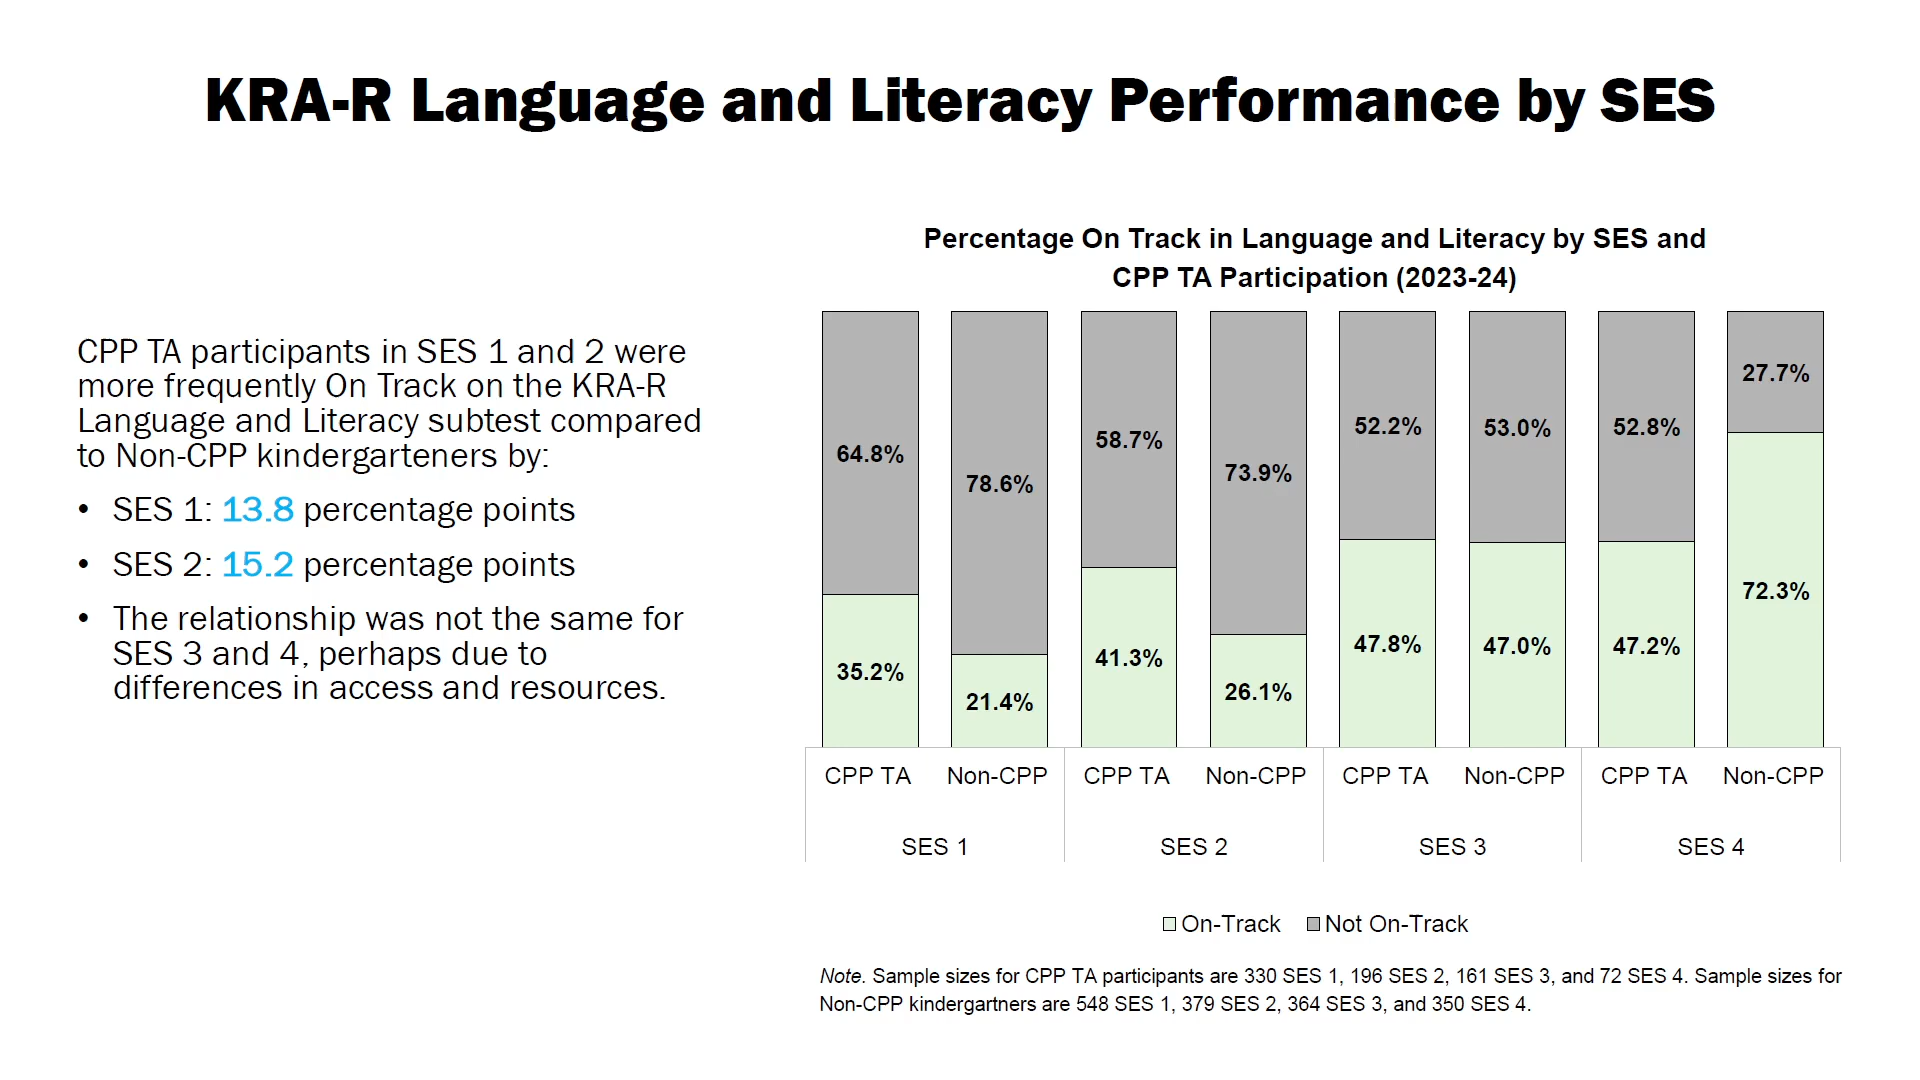 KRA-R Language and Literacy Performance by SES
CPP TA participants in SES 1 and 2 were
more frequently On Track on the KRA-R
Language and Literacy subtest compared
to Non-CPP kindergarteners by:
• SES 1: 13.8 percentage points
• SES 2: 15.2 percentage points
• The relationship was not the same for
SES 3 and 4, perhaps due to
differences in access and resources.
Percentage On Track in Language and Literacy by SES and
CPP TA Participation (2023-24)
64.8%
35.2%
78.6%
21.4%
58.7%
41.3%
73.9%
26.1%
52.2%
47.8%
53.0%
47.0%
52.8%
47.2%
27.7%
72.3%
CPP TA Non-CPP CPP TA Non-CPP CPP TA Non-CPP CPP TA Non-CPP
SES 1 SES 2 SES 3 SES 4
On-Track Not On-Track
Note. Sample sizes for CPP TA participants are 330 SES 1, 196 SES 2, 161 SES 3, and 72 SES 4. Sample sizes for
Non-CPP kindergartners are 548 SES 1, 379 SES 2, 364 SES 3, and 350 SES 4.